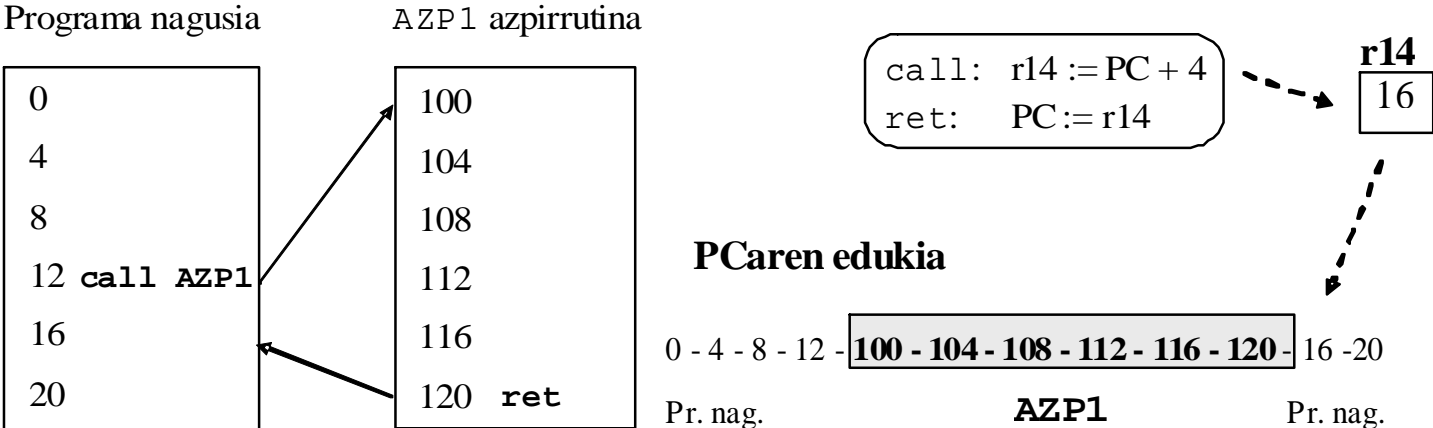 Programa nagusia
0
4
8
12 call AZP1
16
20
AZP1 azpirrutina
100
104
108
112
116
120 ret
call: r14 := PC + 4
ret: PC := r14
r14
16
PCaren edukia
0 - 4 - 8 - 12 - 100 - 104 - 108 - 112 - 116 - 120 - 16 -20
Pr. nag. AZP1 Pr. nag.